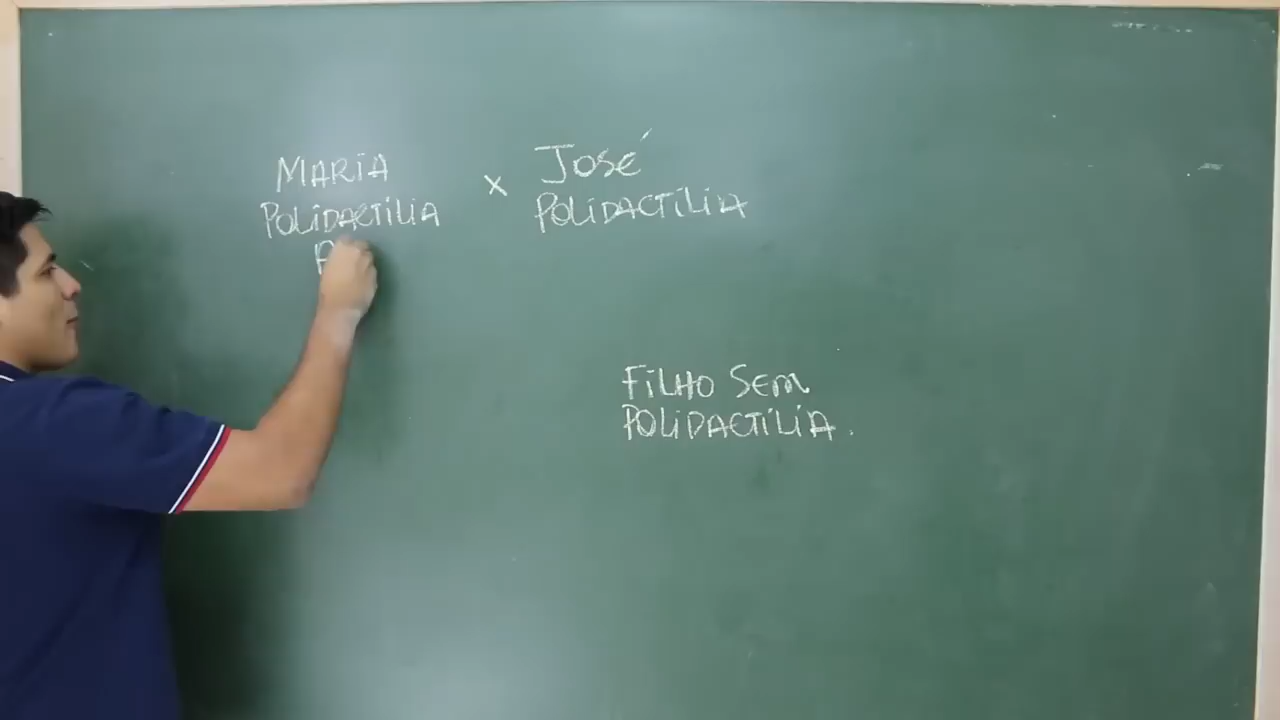 MARIA
POLIDACTILIA
x
JOSÉ
POLIDACTILIA
A
FILHO SEM
POLIDACTILIA.